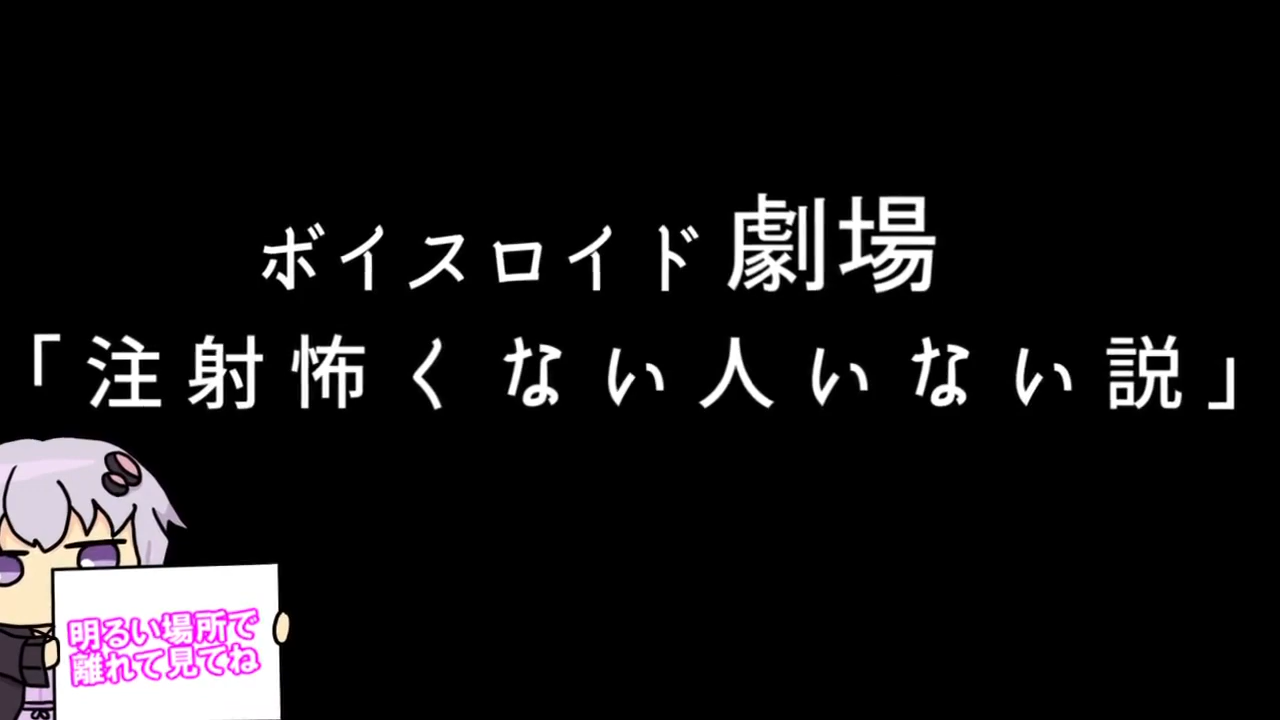 ボイスロイド劇場
「注射怖くない人いない説」
明るい場所で
離れて見てね